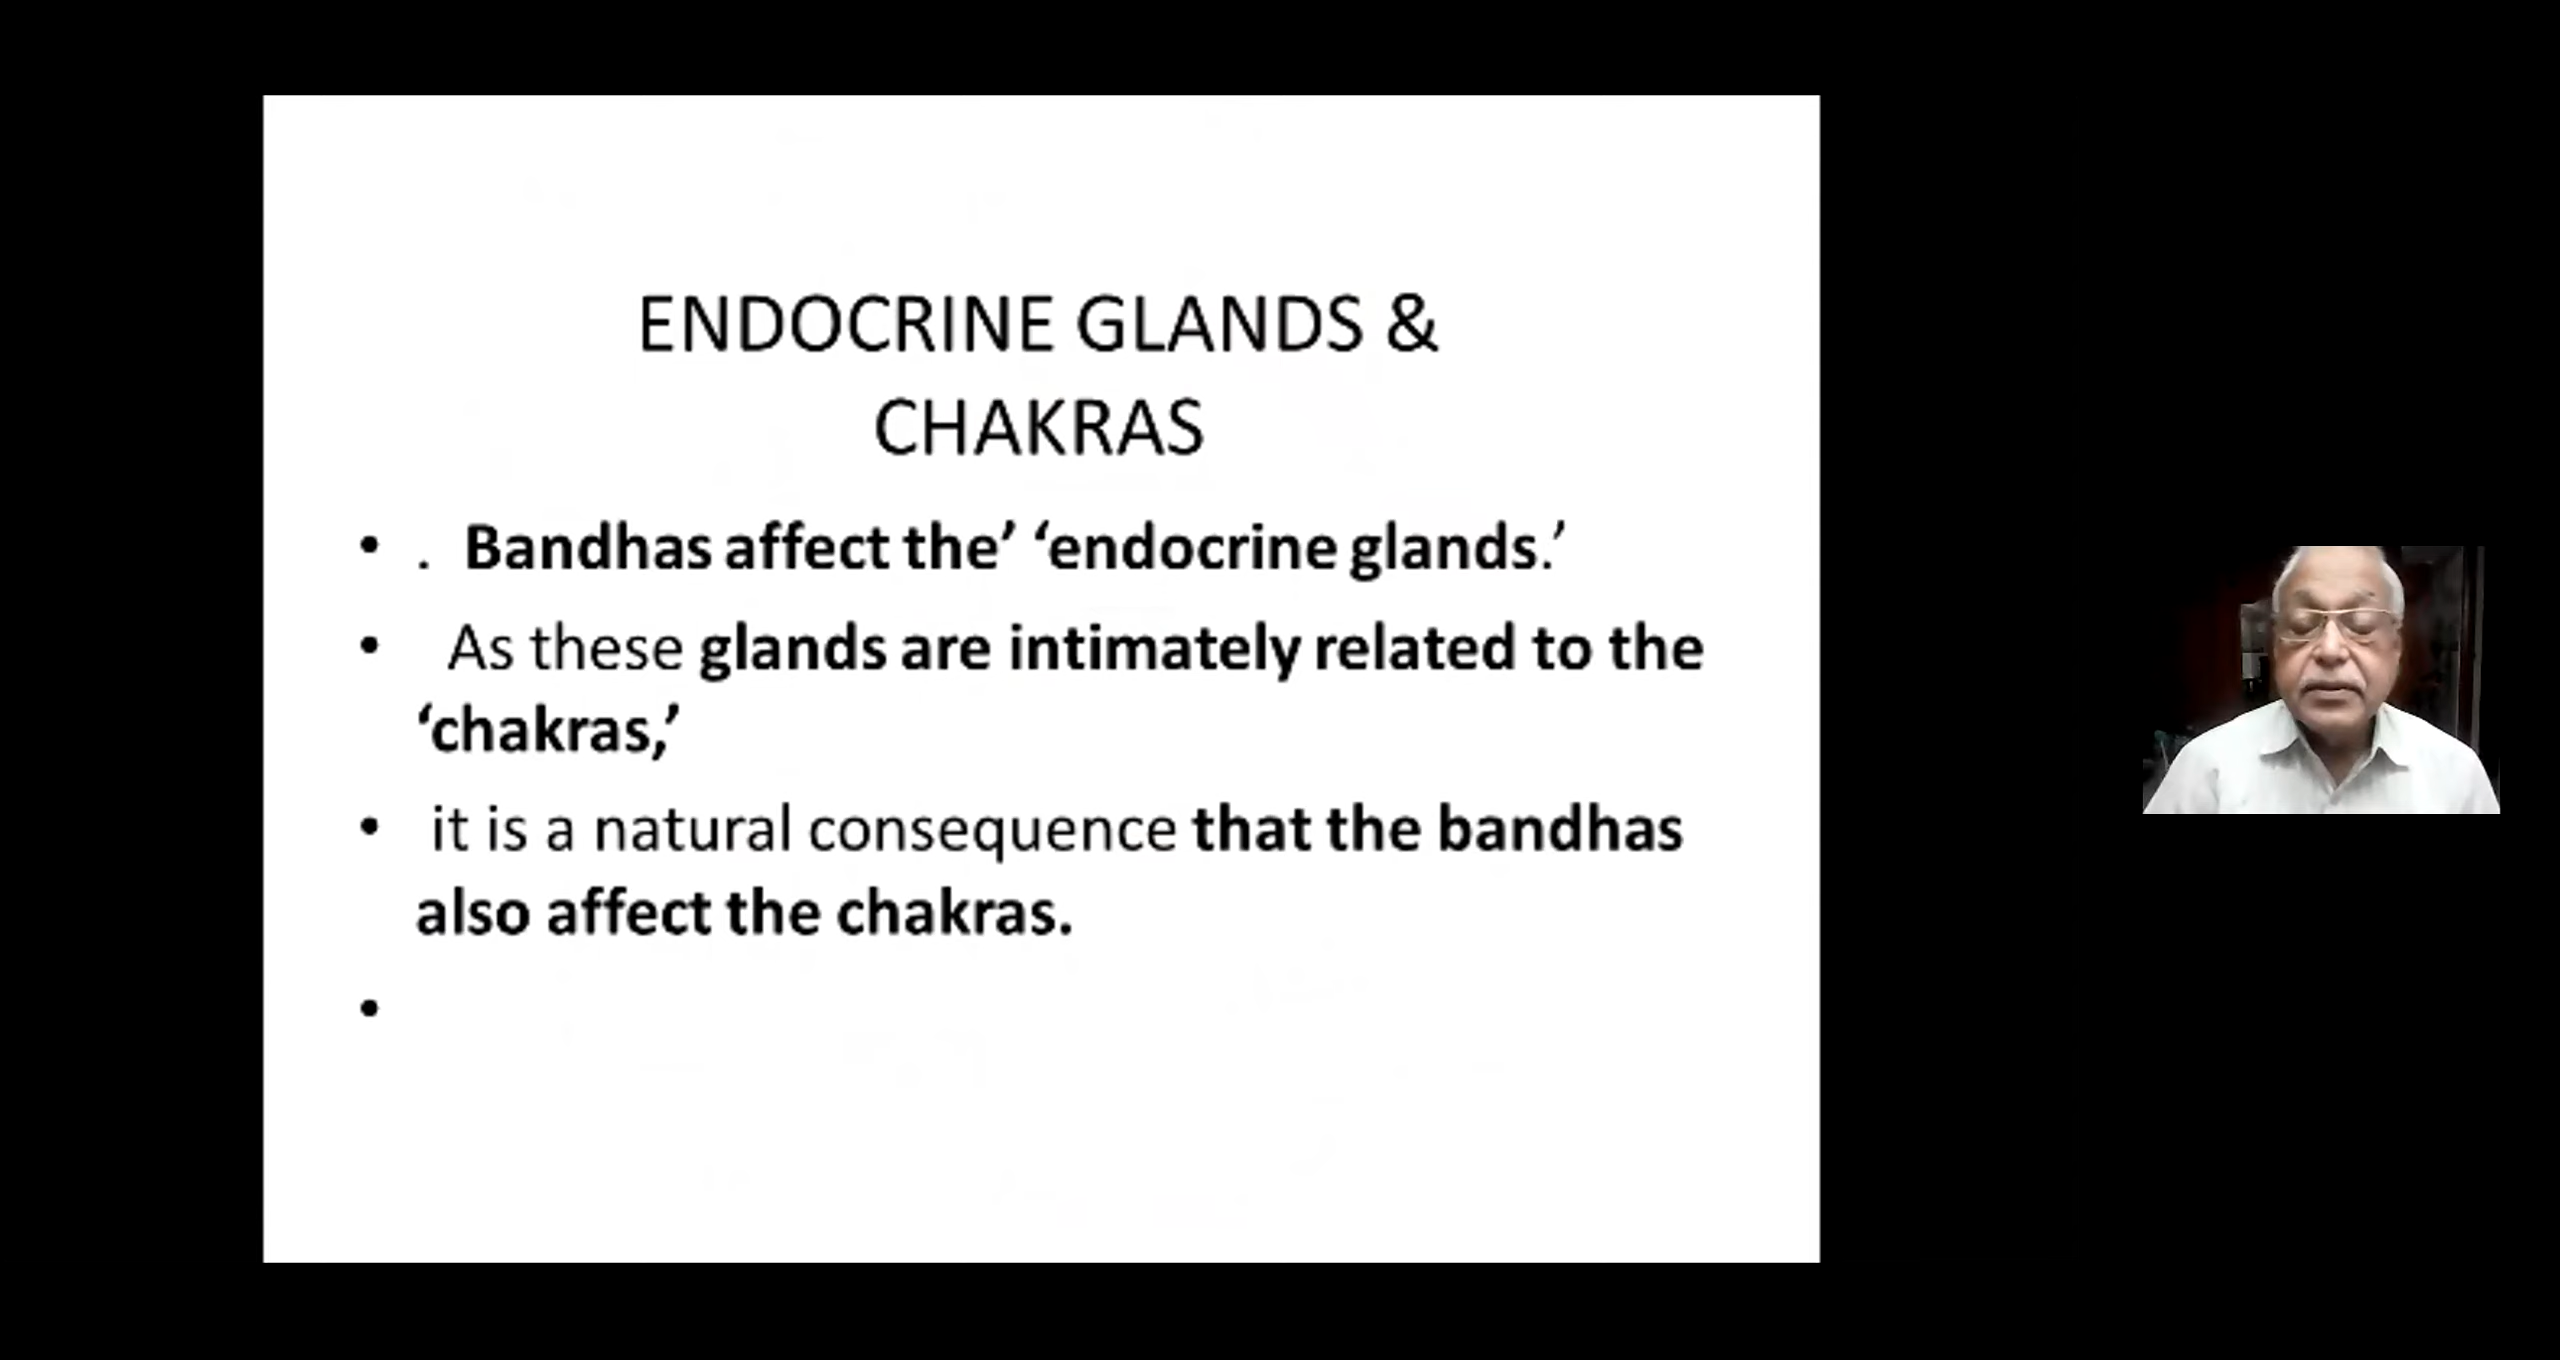 ENDOCRINE GLANDS &
CHAKRAS
• . Bandhas affect the’ ‘endocrine glands.’
• As these glands are intimately related to the
‘chakras,’
• it is a natural consequence that the bandhas
also affect the chakras.
•